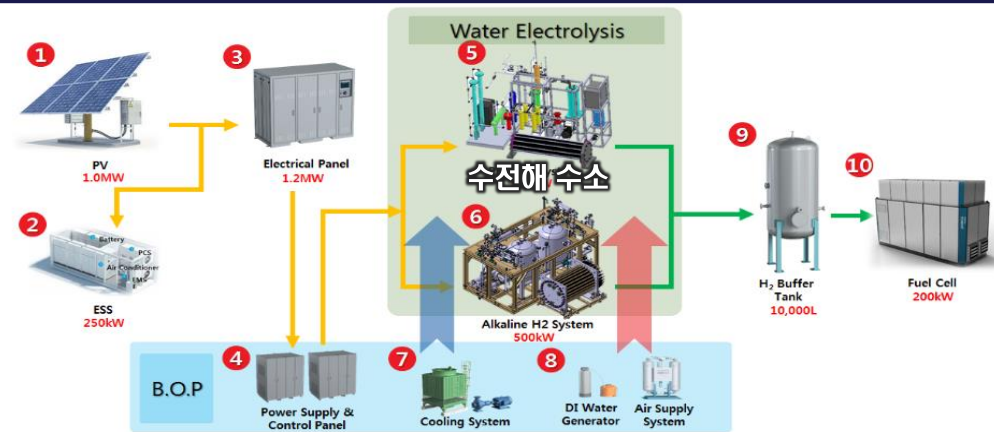 Water Electrolysis
1
PV
1.0MW
2
Battery
PCS
Air Conditioner
EMS
ESS
250kW
3
Electrical Panel
1.2MW
5
수전해 수소
6
Alkaline H2 System
500kW
9
H₂ Buffer
Tank
10,000L
10
Fuel Cell
200kW
B.O.P
4
Power Supply &
Control Panel
7
Cooling System
8
DI Water
Generator
Air Supply
System